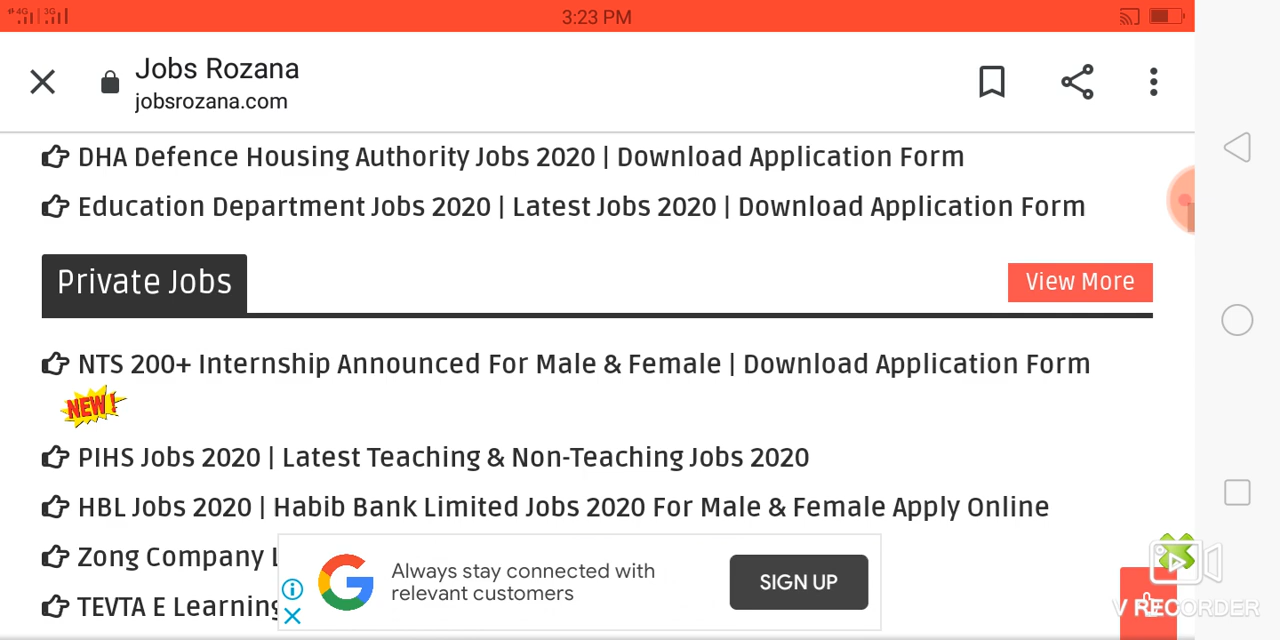 4G 3G 3:23 PM
Jobs Rozana
jobsrozana.com
DHA Defence Housing Authority Jobs 2020 | Download Application Form
Education Department Jobs 2020 | Latest Jobs 2020 | Download Application Form
Private Jobs View More
NTS 200+ Internship Announced For Male & Female | Download Application Form
NEW!
PIHS Jobs 2020 | Latest Teaching & Non-Teaching Jobs 2020
HBL Jobs 2020 | Habib Bank Limited Jobs 2020 For Male & Female Apply Online
Zong Company
Always stay connected with
relevant customers
SIGN UP
TEVTA E Learning
V RECORDER